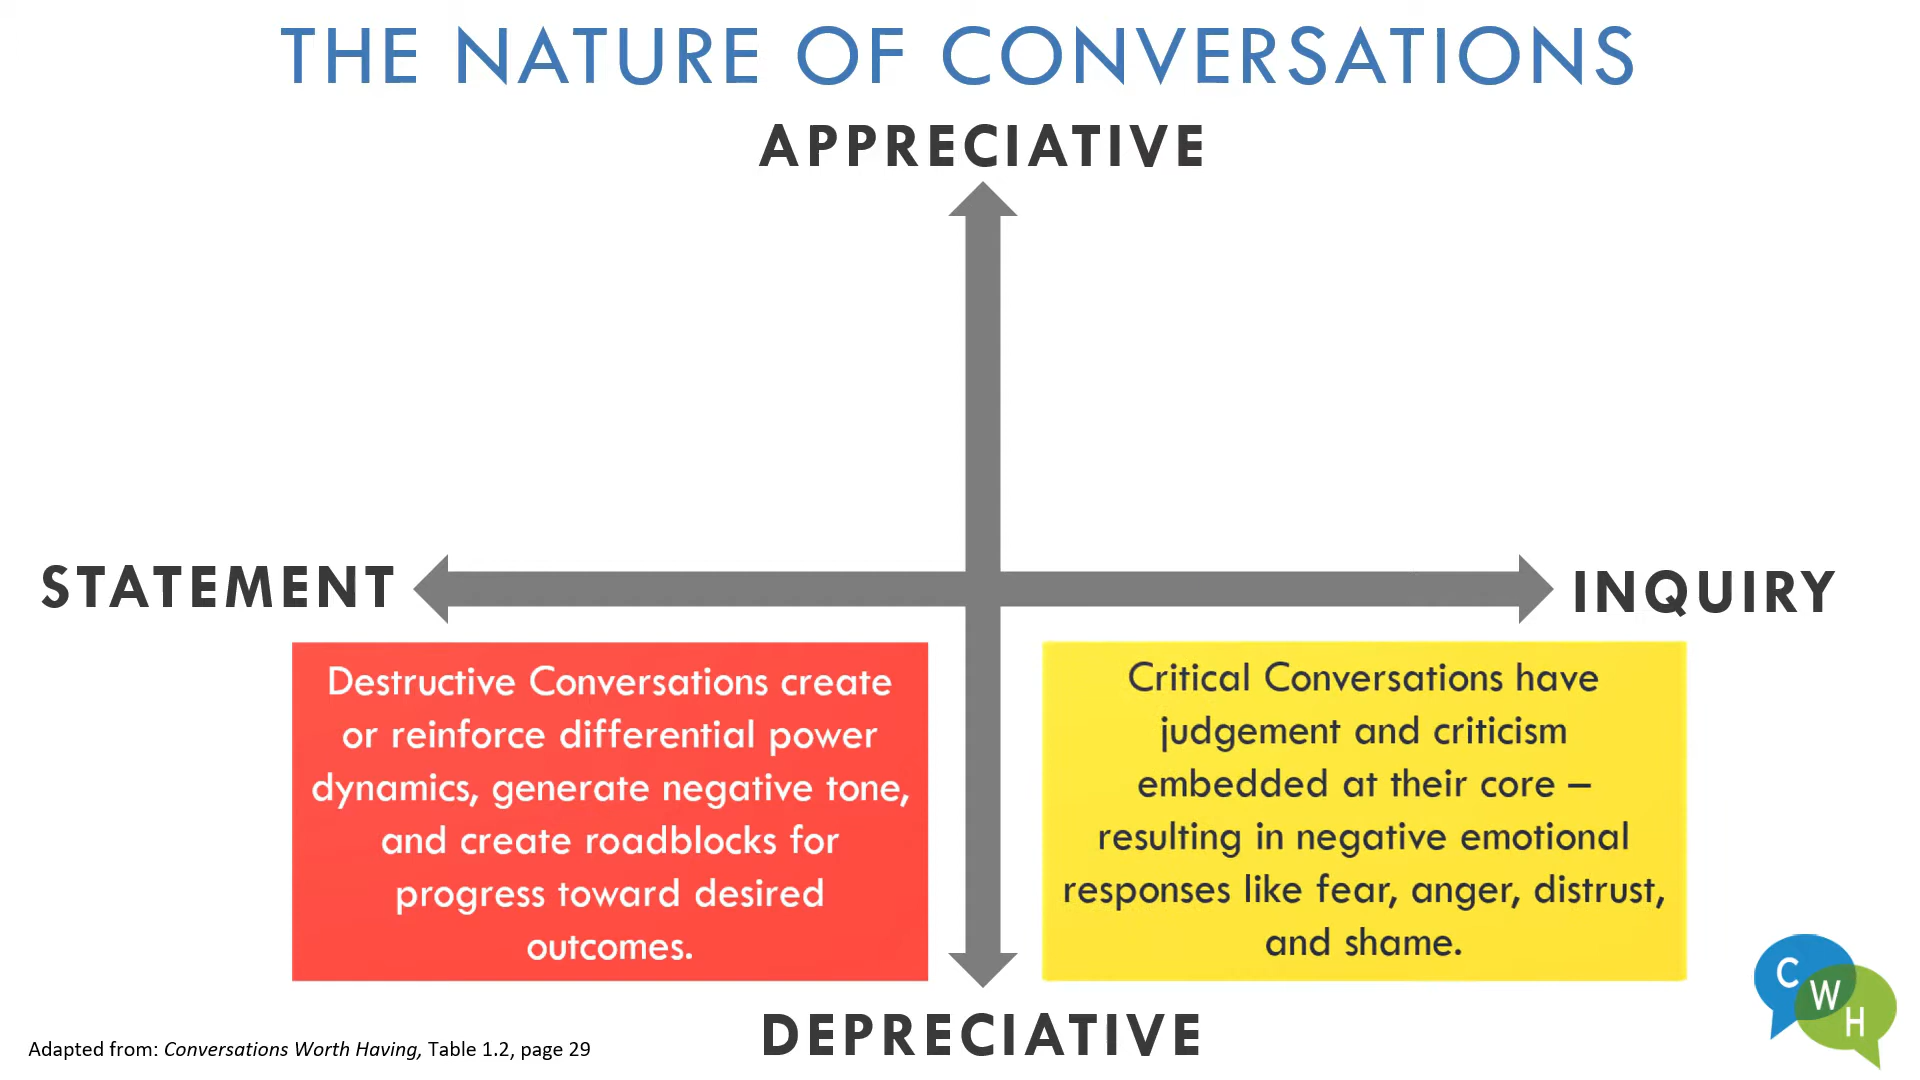 THE NATURE OF CONVERSATIONS
APPRECIATIVE
STATEMENT
INQUIRY
Destructive Conversations create
or reinforce differential power
dynamics, generate negative tone,
and create roadblocks for
progress toward desired
outcomes.
Critical Conversations have
judgement and criticism
embedded at their core –
resulting in negative emotional
responses like fear, anger, distrust,
and shame.
DEPRECIATIVE
Adapted from: Conversations Worth Having, Table 1.2, page 29
C W H